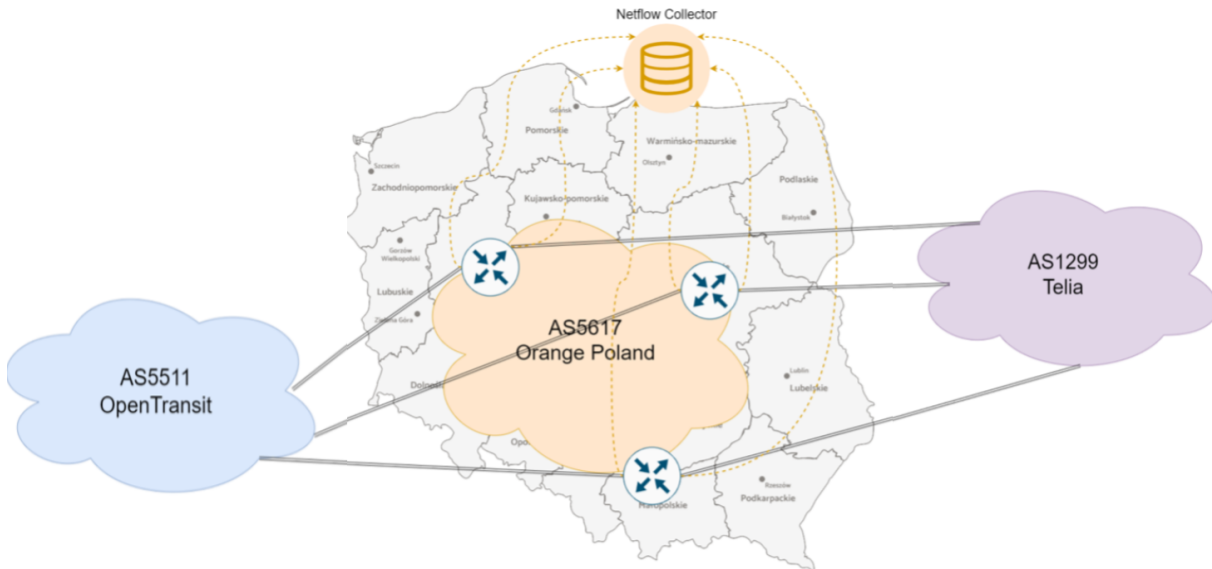 Netflow Collector
Gdańsk
Pomorskie
Warmińsko-mazurskie
Olsztyn
Szczecin
Zachodniopomorskie
Podlaskie
Białystok
Kujawsko-pomorskie
Gorzów
Wielkopolski
Lubuskie
Zielona Góra
AS1299
Telia
AS5617
Orange Poland
AS5511
OpenTransit
Lublin
Lubelskie
Rzeszów
Podkarpackie
Małopolskie